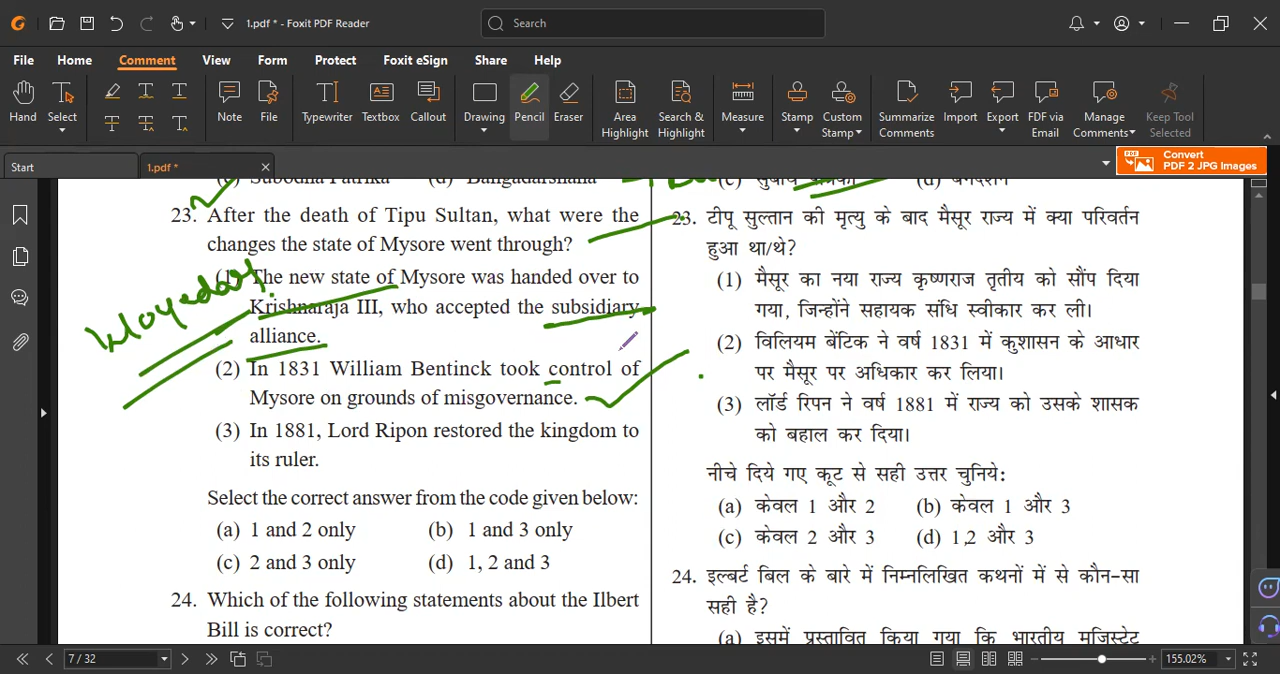 1.pdf * - Foxit PDF Reader
Search
File Home Comment View Form Protect Foxit eSign Share Help
Hand Select Note File Typewriter Textbox Callout Drawing Pencil Eraser Area Highlight Search & Highlight Measure Stamp Custom Stamp Summarize Comments Import Export FDF via Email Manage Comments Keep Tool Selected
Start 1.pdf *
Convert
PDF 2 JPG Images
Subodha Patrika (d) Bangadarshana
23. After the death of Tipu Sultan, what were the
changes the state of Mysore went through?
(1) The new state of Mysore was handed over to
Krishnaraja III, who accepted the subsidiary
alliance.
(2) In 1831 William Bentinck took control of
Mysore on grounds of misgovernance.
(3) In 1881, Lord Ripon restored the kingdom to
its ruler.
Select the correct answer from the code given below:
(a) 1 and 2 only (b) 1 and 3 only
(c) 2 and 3 only (d) 1, 2 and 3
24. Which of the following statements about the Ilbert
Bill is correct?
(c) सुबोध (d) बंगदर्शन
23. टीपू सुल्तान की मृत्यु के बाद मैसूर राज्य में क्या परिवर्तन
हुआ था/थे?
(1) मैसूर का नया राज्य कृष्णराज तृतीय को सौंप दिया
गया, जिन्होंने सहायक संधि स्वीकार कर ली।
(2) विलियम बेंटिक ने वर्ष 1831 में कुशासन के आधार
पर मैसूर पर अधिकार कर लिया।
(3) लॉर्ड रिपन ने वर्ष 1881 में राज्य को उसके शासक
को बहाल कर दिया।
नीचे दिये गए कूट से सही उत्तर चुनिये:
(a) केवल 1 और 2 (b) केवल 1 और 3
(c) केवल 2 और 3 (d) 1,2 और 3
24. इल्बर्ट बिल के बारे में निम्नलिखित कथनों में से कौन-सा
सही है?
(a) इसमें प्रस्तावित किया गया कि भारतीय मजिस्ट्रेट
7 / 32
155.02%